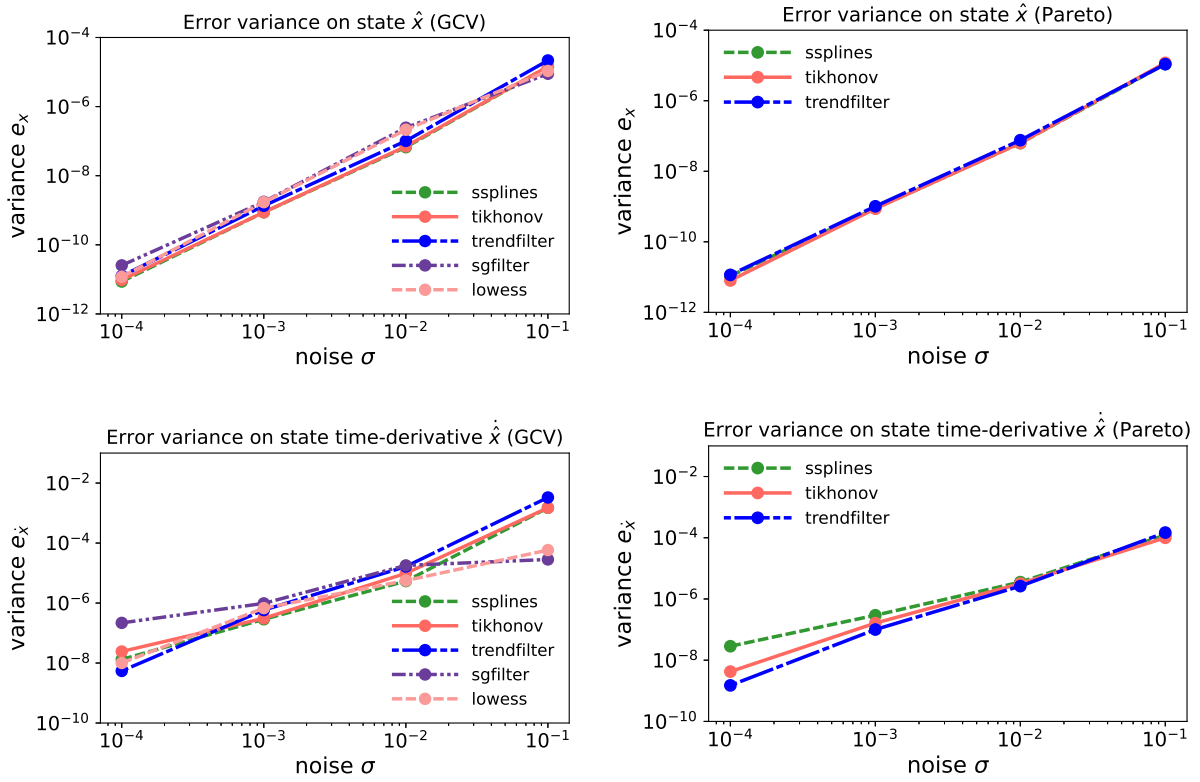 Error variance on state x̂ (GCV)
variance eₓ
10⁻⁴
10⁻⁶
10⁻⁸
10⁻¹⁰
10⁻¹²
ssplines
tikhonov
trendfilter
sgfilter
lowess
10⁻⁴ 10⁻³ 10⁻² 10⁻¹
noise σ
Error variance on state x̂ (Pareto)
variance eₓ
10⁻⁴
10⁻⁶
10⁻⁸
10⁻¹⁰
10⁻¹²
ssplines
tikhonov
trendfilter
10⁻⁴ 10⁻³ 10⁻² 10⁻¹
noise σ
Error variance on state time-derivative x̂̇ (GCV)
variance e_ẋ
10⁻²
10⁻⁴
10⁻⁶
10⁻⁸
10⁻¹⁰
ssplines
tikhonov
trendfilter
sgfilter
lowess
10⁻⁴ 10⁻³ 10⁻² 10⁻¹
noise σ
Error variance on state time-derivative x̂̇ (Pareto)
variance e_ẋ
10⁻²
10⁻⁴
10⁻⁶
10⁻⁸
10⁻¹⁰
ssplines
tikhonov
trendfilter
10⁻⁴ 10⁻³ 10⁻² 10⁻¹
noise σ